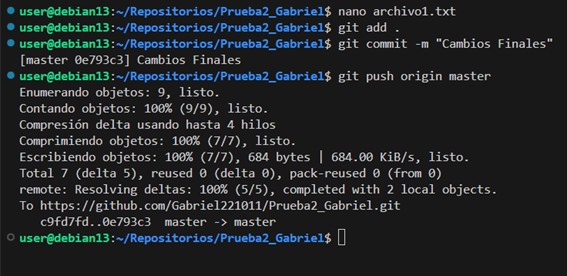 user@debian13:~/Repositorios/Prueba2_Gabriel$ nano archivo1.txt
user@debian13:~/Repositorios/Prueba2_Gabriel$ git add .
user@debian13:~/Repositorios/Prueba2_Gabriel$ git commit -m "Cambios Finales"
[master 0e793c3] Cambios Finales
user@debian13:~/Repositorios/Prueba2_Gabriel$ git push origin master
Enumerando objetos: 9, listo.
Contando objetos: 100% (9/9), listo.
Compresión delta usando hasta 4 hilos
Comprimiendo objetos: 100% (7/7), listo.
Escribiendo objetos: 100% (7/7), 684 bytes | 684.00 KiB/s, listo.
Total 7 (delta 5), reused 0 (delta 0), pack-reused 0 (from 0)
remote: Resolving deltas: 100% (5/5), completed with 2 local objects.
To https://github.com/Gabriel221011/Prueba2_Gabriel.git
   c9fd7fd..0e793c3  master -> master
user@debian13:~/Repositorios/Prueba2_Gabriel$